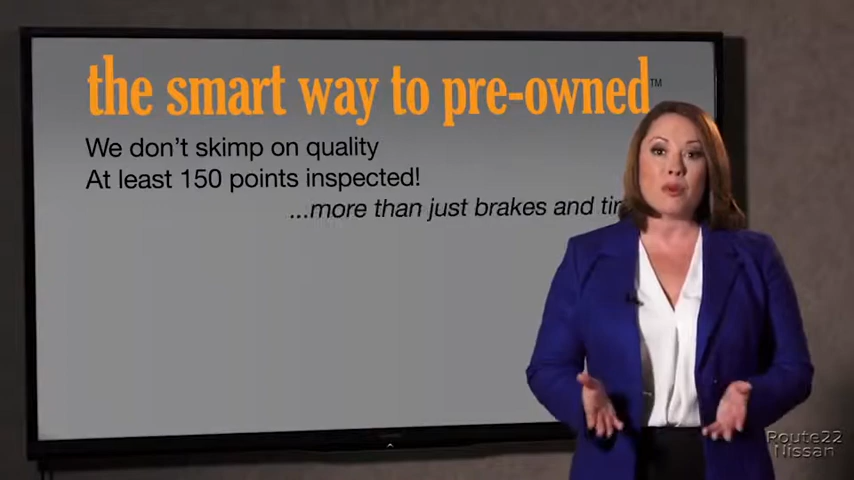 the smart way to pre-owned™
We don't skimp on quality
At least 150 points inspected!
...more than just brakes and
Route22
Nissan